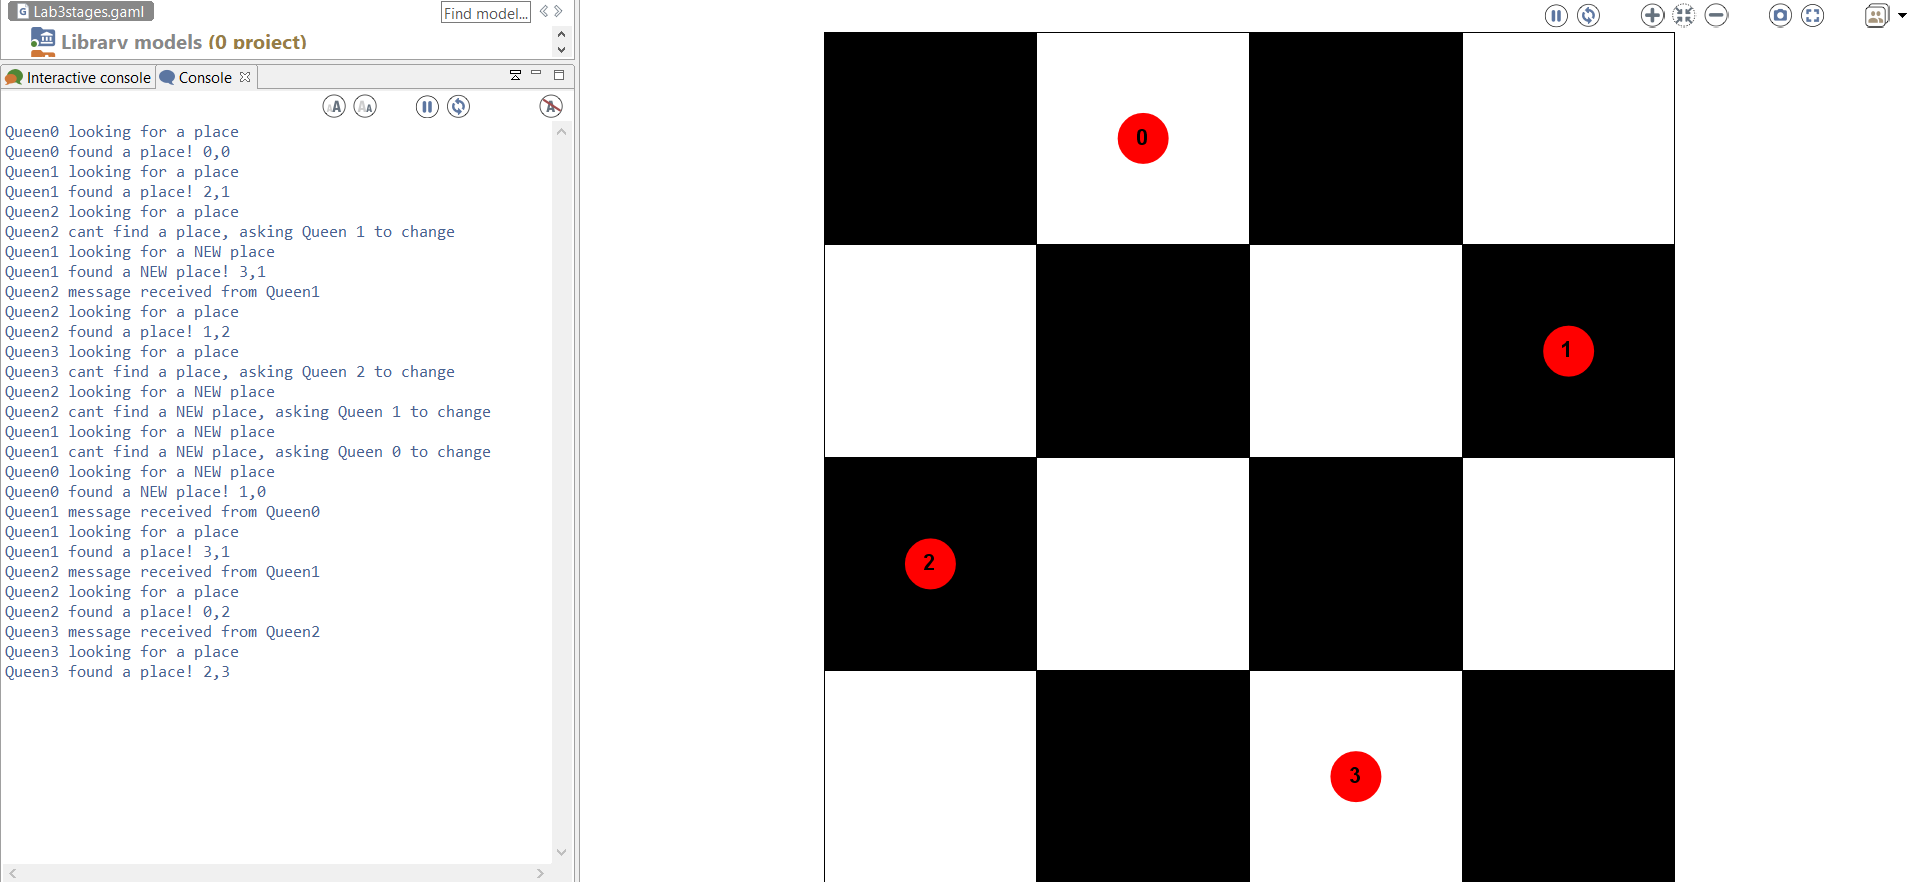 Lab3stages.gaml
Find model...
Library models (0 project)
Interactive console
Console
Queen0 looking for a place
Queen0 found a place! 0,0
Queen1 looking for a place
Queen1 found a place! 2,1
Queen2 looking for a place
Queen2 cant find a place, asking Queen 1 to change
Queen1 looking for a NEW place
Queen1 found a NEW place! 3,1
Queen2 message received from Queen1
Queen2 looking for a place
Queen2 found a place! 1,2
Queen3 looking for a place
Queen3 cant find a place, asking Queen 2 to change
Queen2 looking for a NEW place
Queen2 cant find a NEW place, asking Queen 1 to change
Queen1 looking for a NEW place
Queen1 cant find a NEW place, asking Queen 0 to change
Queen0 looking for a NEW place
Queen0 found a NEW place! 1,0
Queen1 message received from Queen0
Queen1 looking for a place
Queen1 found a place! 3,1
Queen2 message received from Queen1
Queen2 looking for a place
Queen2 found a place! 0,2
Queen3 message received from Queen2
Queen3 looking for a place
Queen3 found a place! 2,3
0
1
2
3